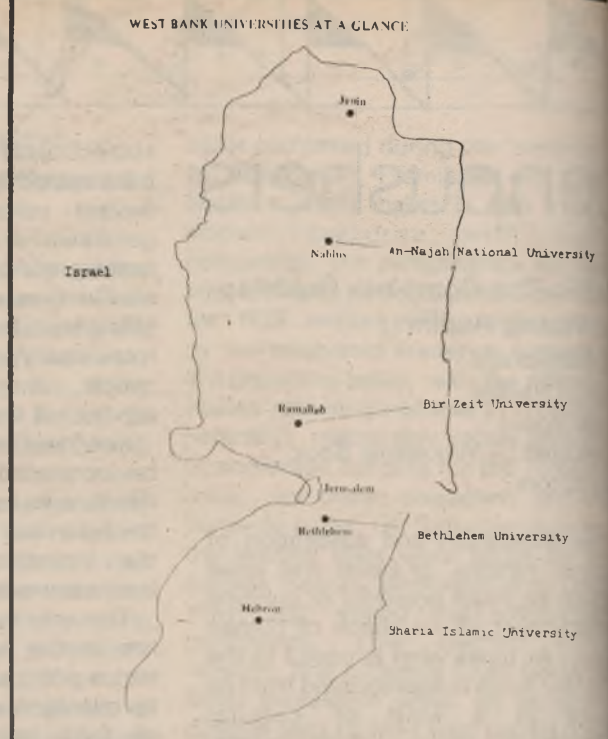 WEST BANK UNIVERSITIES AT A GLANCE
Jenin
Nablus
An-Najah National University
Israel
Ramallah
Bir Zeit University
Jerusalem
Bethlehem
Bethlehem University
Hebron
Sharia Islamic University